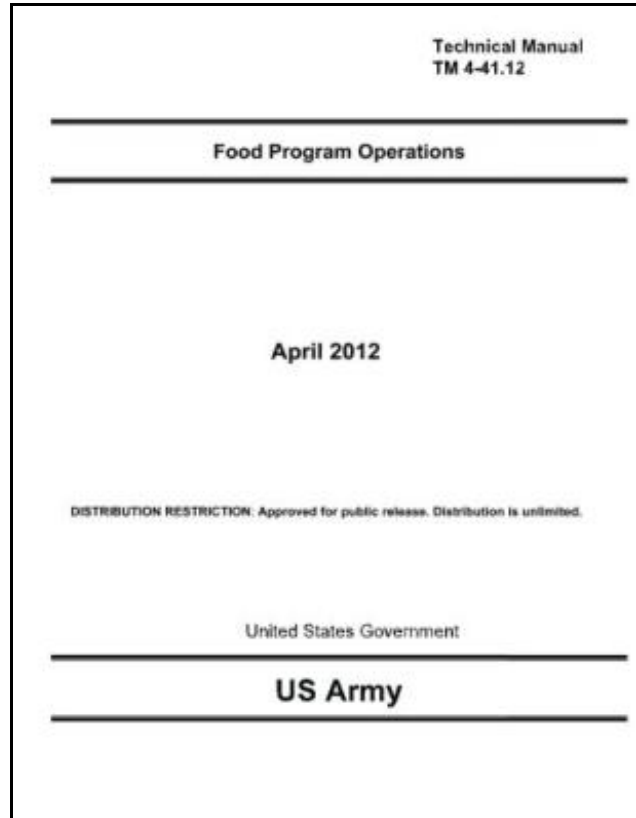 Technical Manual
TM 4-41.12
Food Program Operations
April 2012
DISTRIBUTION RESTRICTION: Approved for public release. Distribution is unlimited.
United States Government
US Army